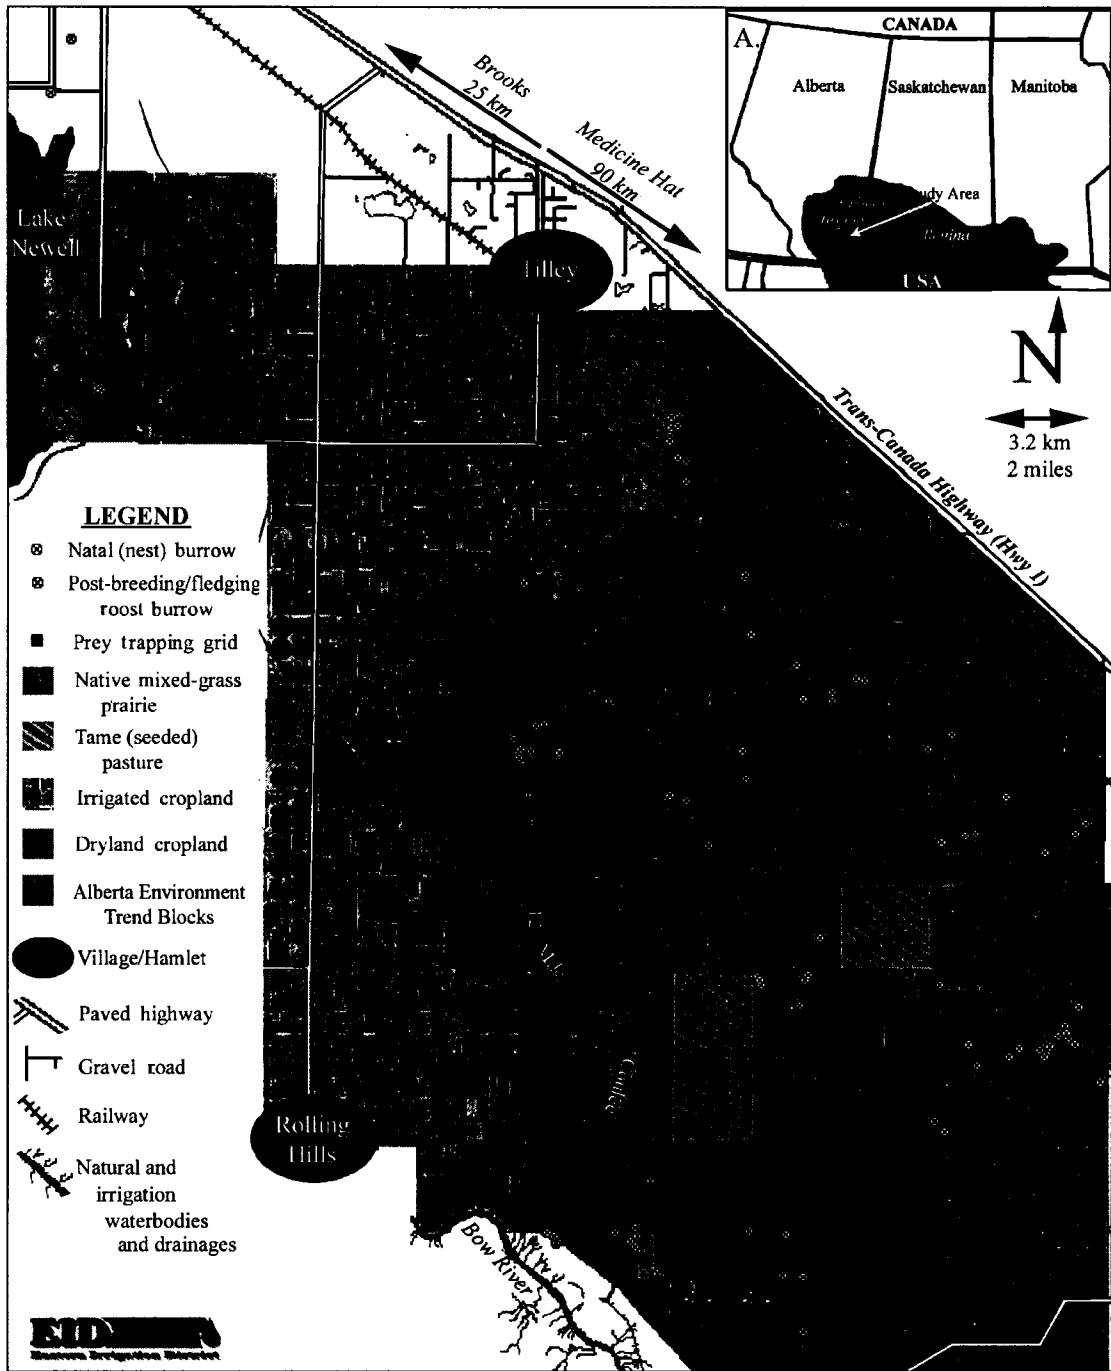 A.
CANADA
Alberta
Saskatchewan
Manitoba
Study Area
Regina
USA
Brooks
25 km
Medicine Hat
90 km
Lake
Newell
Tilley
N
3.2 km
2 miles
Trans-Canada Highway (Hwy 1)
LEGEND
Natal (nest) burrow
Post-breeding/fledging
roost burrow
Prey trapping grid
Native mixed-grass
prairie
Tame (seeded)
pasture
Irrigated cropland
Dryland cropland
Alberta Environment
Trend Blocks
Village/Hamlet
Paved highway
Gravel road
Railway
Natural and
irrigation
waterbodies
and drainages
Coulee
Rolling
Hills
Bow River
EID
Eastern Irrigation District